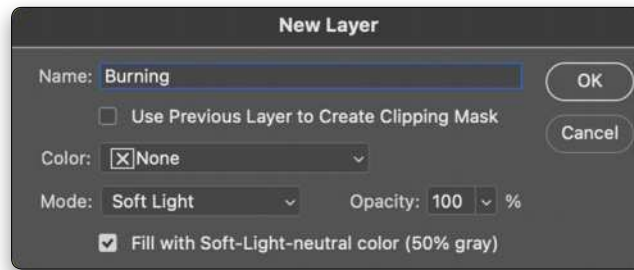 New Layer
Name: Burning
OK
Use Previous Layer to Create Clipping Mask
Cancel
Color: None
Mode: Soft Light Opacity: 100 %
Fill with Soft-Light-neutral color (50% gray)